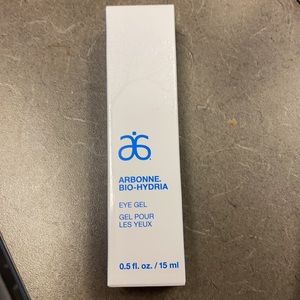 ARBONNE.
BIO-HYDRIA
EYE GEL
GEL POUR
LES YEUX
0.5 fl. oz. / 15 ml